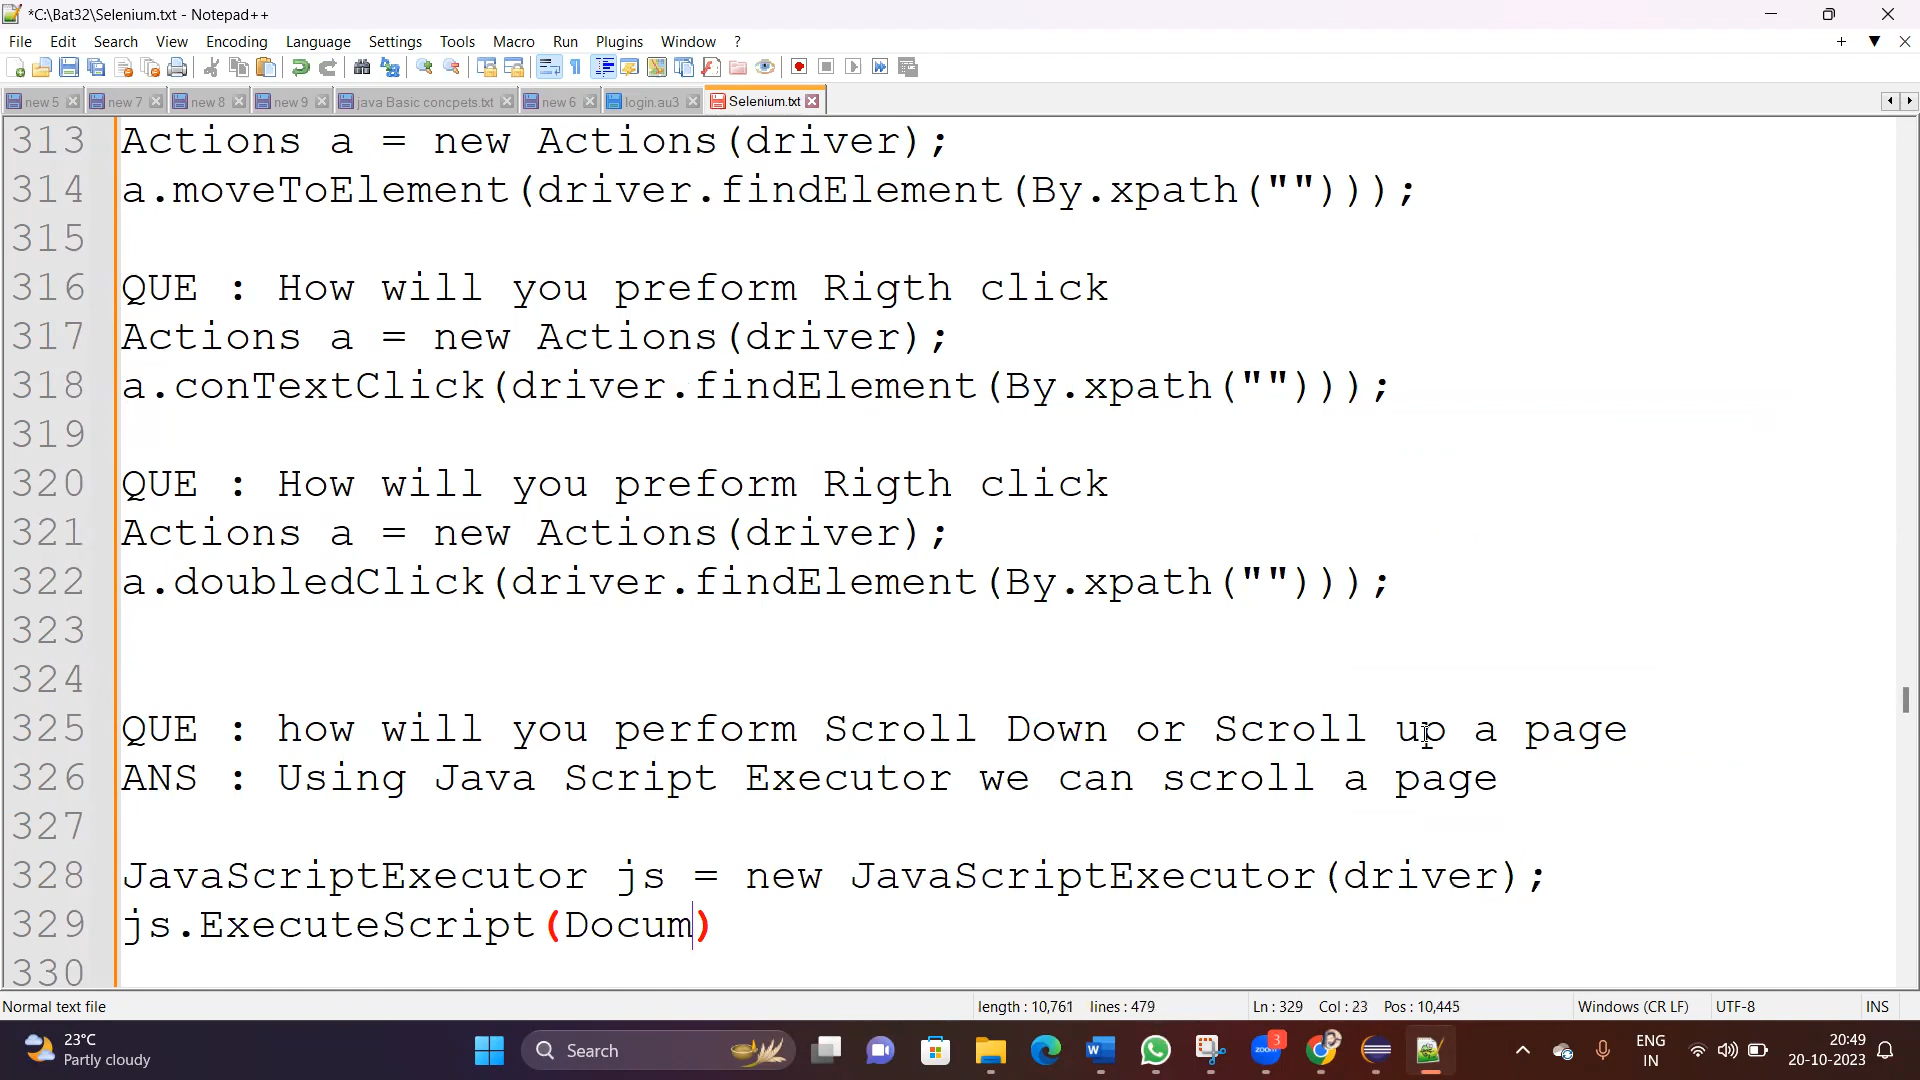 *C:\Bat32\Selenium.txt - Notepad++
File Edit Search View Encoding Language Settings Tools Macro Run Plugins Window ?
new 5 new 7 new 8 new 9 java Basic concpets.txt new 6 login.au3 Selenium.txt
313 Actions a = new Actions(driver);
314 a.moveToElement(driver.findElement(By.xpath("")));
315
316 QUE : How will you preform Rigth click
317 Actions a = new Actions(driver);
318 a.conTextClick(driver.findElement(By.xpath("")));
319
320 QUE : How will you preform Rigth click
321 Actions a = new Actions(driver);
322 a.doubledClick(driver.findElement(By.xpath("")));
323
324
325 QUE : how will you perform Scroll Down or Scroll up a page
326 ANS : Using Java Script Executor we can scroll a page
327
328 JavaScriptExecutor js = new JavaScriptExecutor(driver);
329 js.ExecuteScript(Docum)
330
Normal text file length : 10,761 lines : 479 Ln : 329 Col : 23 Pos : 10,445 Windows (CR LF) UTF-8 INS
23°C
Partly cloudy
Search
zoom 3
ENG
IN
20:49
20-10-2023